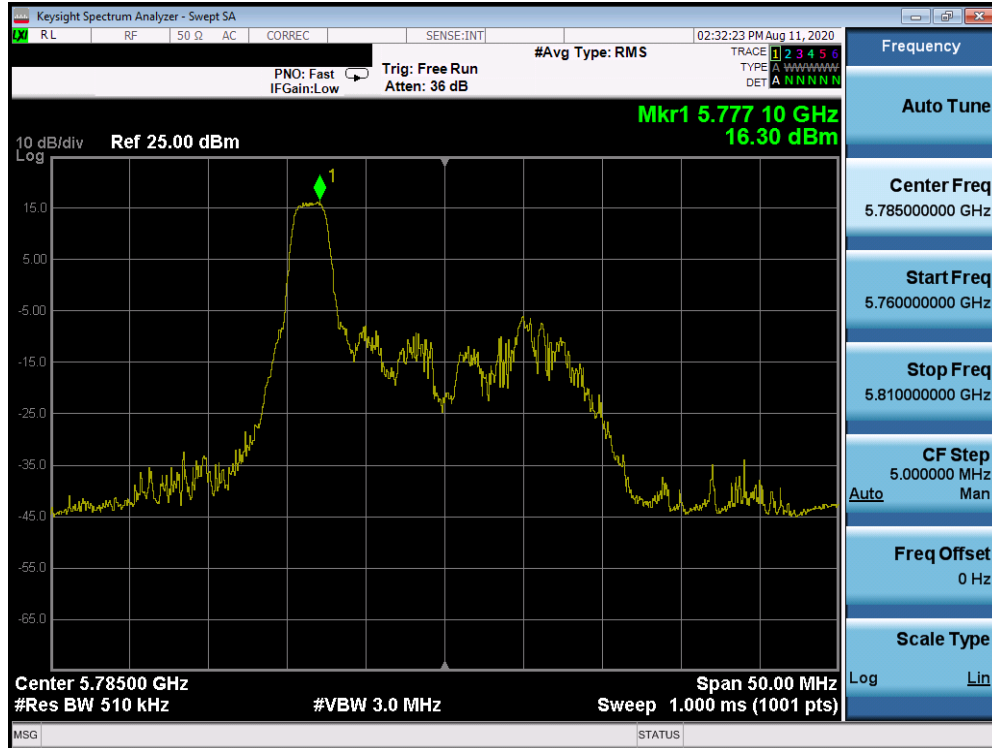 Keysight Spectrum Analyzer - Swept SA
LXI RL RF 50 Ω AC CORREC SENSE:INT 02:32:23 PM Aug 11, 2020
#Avg Type: RMS TRACE 1 2 3 4 5 6
PNO: Fast Trig: Free Run TYPE A WWWWW
IFGain:Low Atten: 36 dB DET A N N N N N
Mkr1 5.777 10 GHz
16.30 dBm
10 dB/div Ref 25.00 dBm
Log
1
15.0
5.00
-5.00
-15.0
-25.0
-35.0
-45.0
-55.0
-65.0
Center 5.78500 GHz Span 50.00 MHz
#Res BW 510 kHz #VBW 3.0 MHz Sweep 1.000 ms (1001 pts)
MSG STATUS
Frequency
Auto Tune
Center Freq
5.785000000 GHz
Start Freq
5.760000000 GHz
Stop Freq
5.810000000 GHz
CF Step
5.000000 MHz
Auto Man
Freq Offset
0 Hz
Scale Type
Log Lin